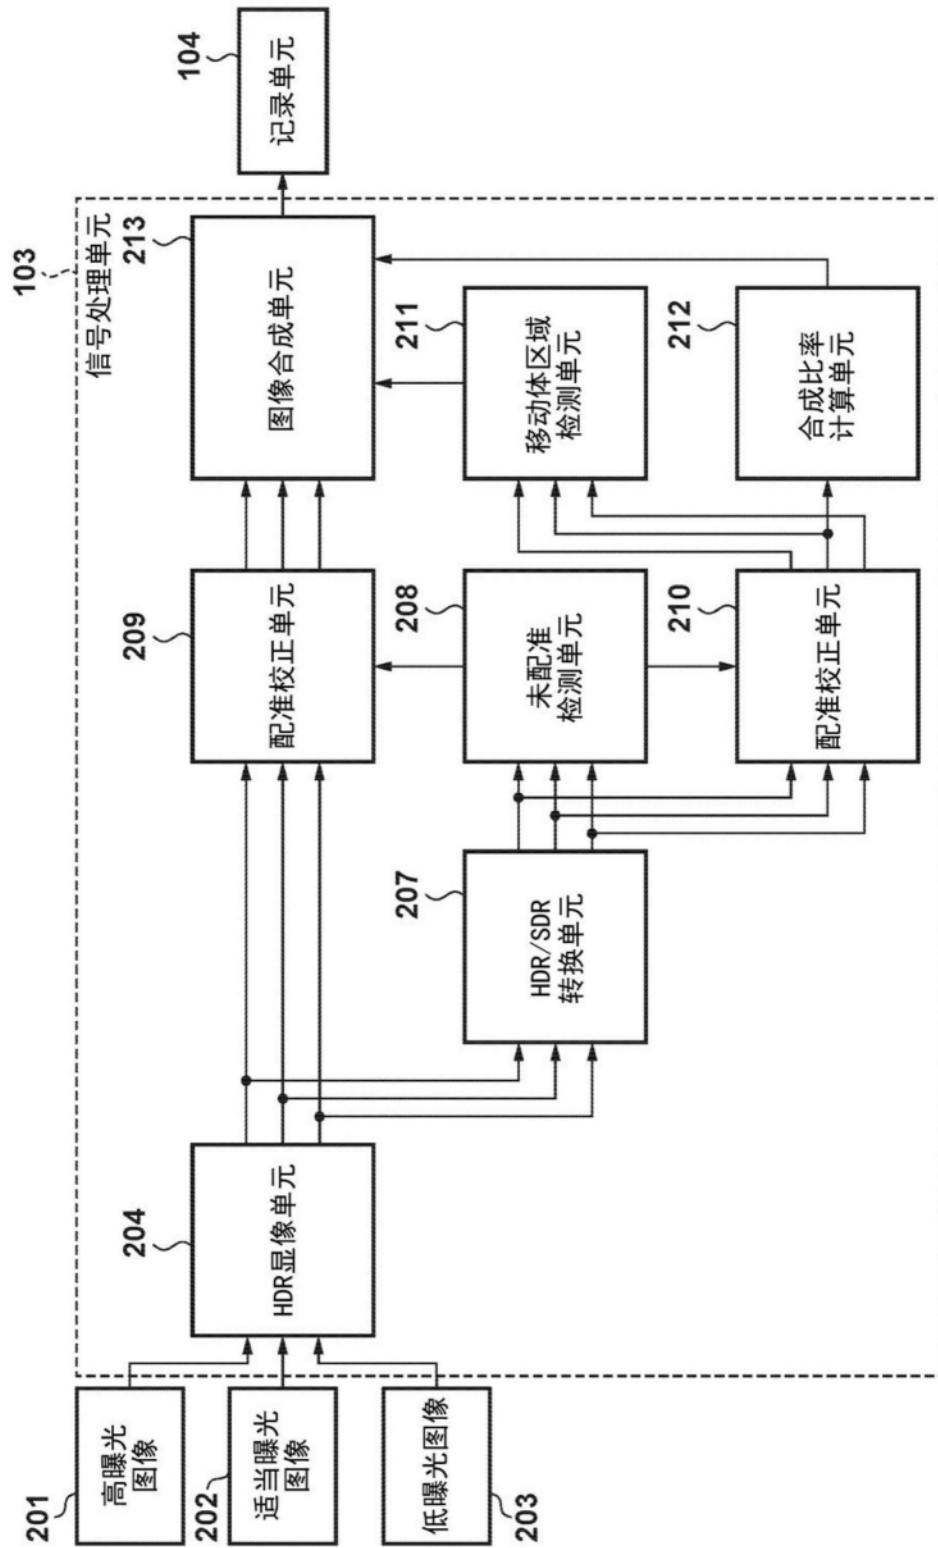 103
信号处理单元
201
高曝光
图像
202
适当曝光
图像
203
低曝光图像
204
HDR显像单元
207
HDR/SDR
转换单元
209
配准校正单元
208
未配准
检测单元
210
配准校正单元
213
图像合成单元
211
移动体区域
检测单元
212
合成比率
计算单元
104
记录单元